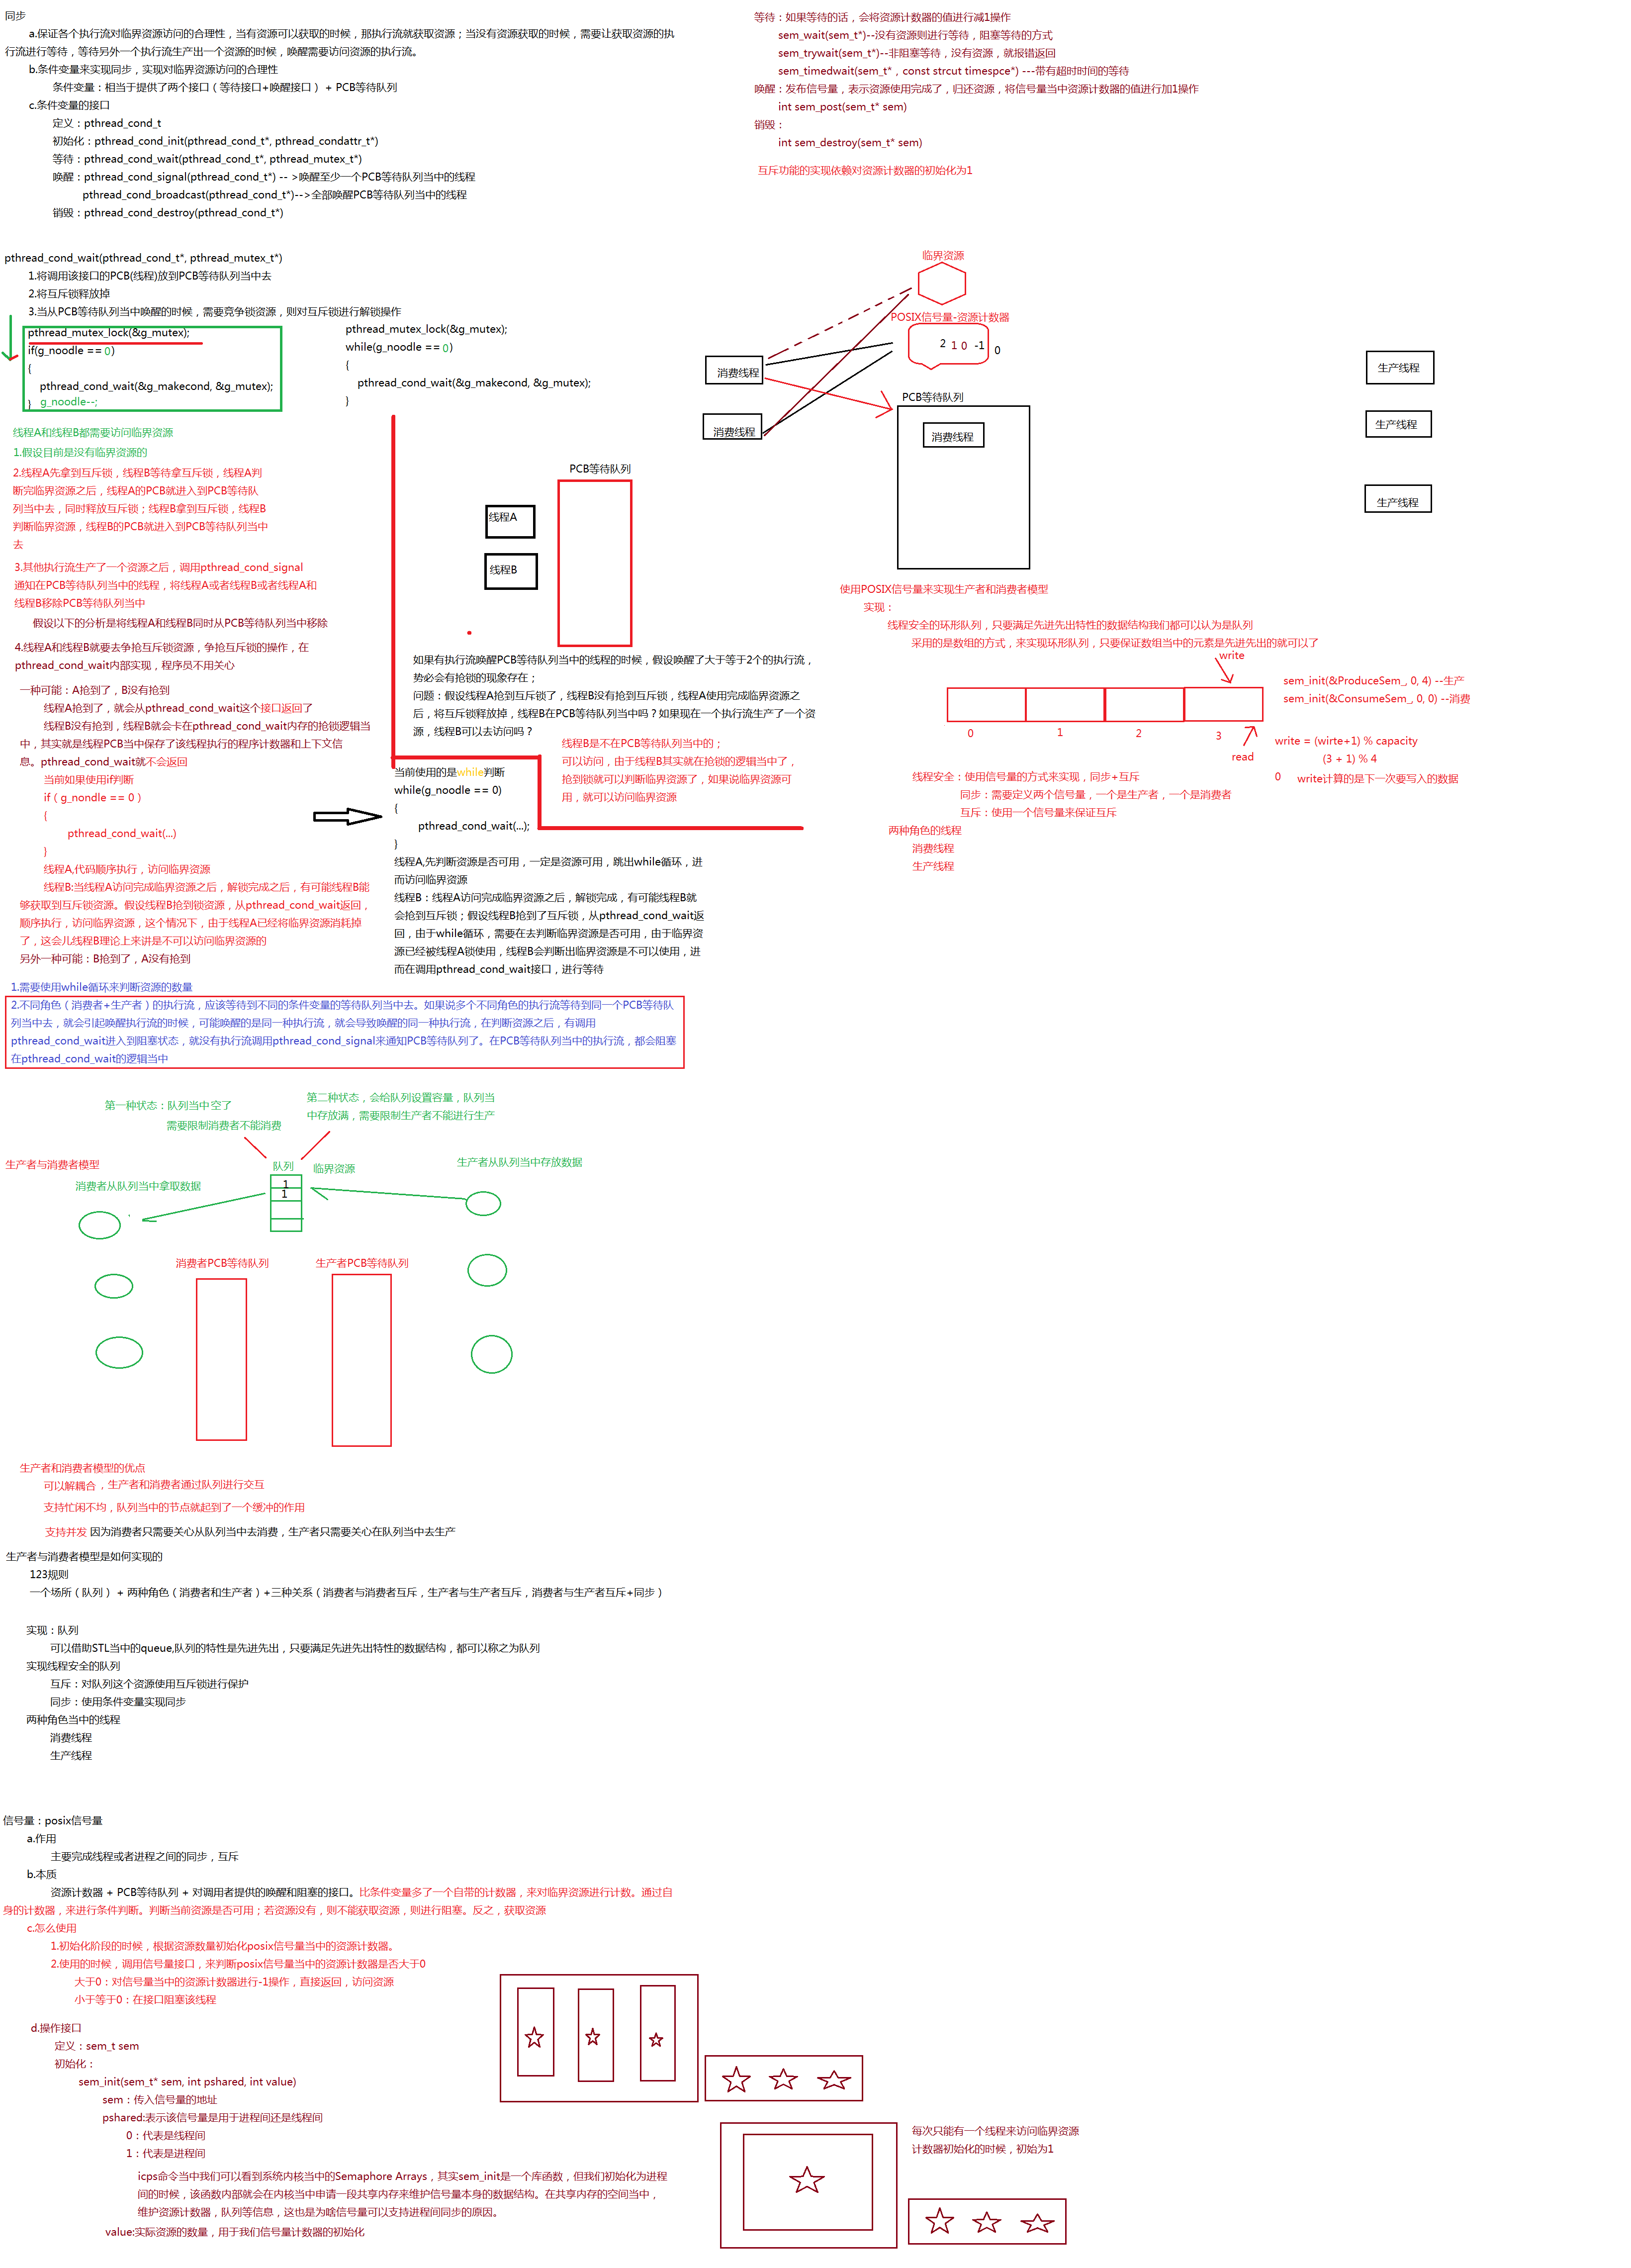 同步
a.保证各个执行流对临界资源访问的合理性，当有资源可以获取的时候，那执行流就获取资源；当没有资源获取的时候，需要让获取资源的执
行流进行等待，等待另外一个执行流生产出一个资源的时候，唤醒需要访问资源的执行流。
b.条件变量来实现同步，实现对临界资源访问的合理性
条件变量：相当于提供了两个接口（等待接口+唤醒接口） + PCB等待队列
c.条件变量的接口
定义：pthread_cond_t
初始化：pthread_cond_init(pthread_cond_t*, pthread_condattr_t*)
等待：pthread_cond_wait(pthread_cond_t*, pthread_mutex_t*)
唤醒：pthread_cond_signal(pthread_cond_t*) -- >唤醒至少一个PCB等待队列当中的线程
pthread_cond_broadcast(pthread_cond_t*)-->全部唤醒PCB等待队列当中的线程
销毁：pthread_cond_destroy(pthread_cond_t*)
等待：如果等待的话，会将资源计数器的值进行减1操作
sem_wait(sem_t*)--没有资源则进行等待，阻塞等待的方式
sem_trywait(sem_t*)--非阻塞等待，没有资源，就报错返回
sem_timedwait(sem_t*，const strcut timespce*) ---带有超时时间的等待
唤醒：发布信号量，表示资源使用完成了，归还资源，将信号量当中资源计数器的值进行加1操作
int sem_post(sem_t* sem)
销毁：
int sem_destroy(sem_t* sem)
互斥功能的实现依赖对资源计数器的初始化为1
pthread_cond_wait(pthread_cond_t*, pthread_mutex_t*)
1.将调用该接口的PCB(线程)放到PCB等待队列当中去
2.将互斥锁释放掉
3.当从PCB等待队列当中唤醒的时候，需要竞争锁资源，则对互斥锁进行解锁操作
pthread_mutex_lock(&g_mutex);
if(g_noodle == 0)
{
pthread_cond_wait(&g_makecond, &g_mutex);
} g_noodle--;
pthread_mutex_lock(&g_mutex);
while(g_noodle == 0)
{
pthread_cond_wait(&g_makecond, &g_mutex);
}
线程A和线程B都需要访问临界资源
1.假设目前是没有临界资源的
2.线程A先拿到互斥锁，线程B等待拿互斥锁，线程A判
断完临界资源之后，线程A的PCB就进入到PCB等待队
列当中去，同时释放互斥锁；线程B拿到互斥锁，线程B
判断临界资源，线程B的PCB就进入到PCB等待队列当中
去
3.其他执行流生产了一个资源之后，调用pthread_cond_signal
通知在PCB等待队列当中的线程，将线程A或者线程B或者线程A和
线程B移除PCB等待队列当中
假设以下的分析是将线程A和线程B同时从PCB等待队列当中移除
4.线程A和线程B就要去争抢互斥锁资源，争抢互斥锁的操作，在
pthread_cond_wait内部实现，程序员不用关心
一种可能：A抢到了，B没有抢到
线程A抢到了，就会从pthread_cond_wait这个接口返回了
线程B没有抢到，线程B就会卡在pthread_cond_wait内存的抢锁逻辑当
中，其实就是线程PCB当中保存了该线程执行的程序计数器和上下文信
息。pthread_cond_wait就不会返回
当前如果使用if判断
if ( g_nondle == 0 )
{
pthread_cond_wait(...)
}
线程A,代码顺序执行，访问临界资源
线程B:当线程A访问完成临界资源之后，解锁完成之后，有可能线程B能
够获取到互斥锁资源。假设线程B抢到锁资源，从pthread_cond_wait返回，
顺序执行，访问临界资源，这个情况下，由于线程A已经将临界资源消耗掉
了，这会儿线程B理论上来讲是不可以访问临界资源的
另外一种可能：B抢到了，A没有抢到
PCB等待队列
线程A
线程B
如果有执行流唤醒PCB等待队列当中的线程的时候，假设唤醒了大于等于2个的执行流，
势必会有抢锁的现象存在；
问题：假设线程A抢到互斥锁了，线程B没有抢到互斥锁，线程A使用完成临界资源之
后，将互斥锁释放掉，线程B在PCB等待队列当中吗？如果现在一个执行流生产了一个资
源，线程B可以去访问吗？
线程B是不在PCB等待队列当中的；
可以访问，由于线程B其实就在抢锁的逻辑当中了，
抢到锁就可以判断临界资源了，如果说临界资源可
用，就可以访问临界资源
当前使用的是while判断
while(g_noodle == 0)
{
pthread_cond_wait(...);
}
线程A,先判断资源是否可用，一定是资源可用，跳出while循环，进
而访问临界资源
线程B：线程A访问完成临界资源之后，解锁完成，有可能线程B就
会抢到互斥锁；假设线程B抢到了互斥锁，从pthread_cond_wait返
回，由于while循环，需要在去判断临界资源是否可用，由于临界资
源已经被线程A锁使用，线程B会判断出临界资源是不可以使用，进
而在调用pthread_cond_wait接口，进行等待
临界资源
POSIX信号量-资源计数器
2 1 0 -1 0
消费线程
消费线程
PCB等待队列
消费线程
生产线程
生产线程
生产线程
使用POSIX信号量来实现生产者和消费者模型
实现：
线程安全的环形队列，只要满足先进先出特性的数据结构我们都可以认为是队列
采用的是数组的方式，来实现环形队列，只要保证数组当中的元素是先进先出的就可以了
write
sem_init(&ProduceSem_, 0, 4) --生产
sem_init(&ConsumeSem_, 0, 0) --消费
0 1 2 3
read
write = (wirte+1) % capacity
(3 + 1) % 4
0 write计算的是下一次要写入的数据
线程安全：使用信号量的方式来实现，同步+互斥
同步：需要定义两个信号量，一个是生产者，一个是消费者
互斥：使用一个信号量来保证互斥
两种角色的线程
消费线程
生产线程
1.需要使用while循环来判断资源的数量
2.不同角色（消费者+生产者）的执行流，应该等待到不同的条件变量的等待队列当中去。如果说多个不同角色的执行流等待到同一个PCB等待队
列当中去，就会引起唤醒执行流的时候，可能唤醒的是同一种执行流，就会导致唤醒的同一种执行流，在判断资源之后，有调用
pthread_cond_wait进入到阻塞状态，就没有执行流调用pthread_cond_signal来通知PCB等待队列了。在PCB等待队列当中的执行流，都会阻塞
在pthread_cond_wait的逻辑当中
第一种状态：队列当中空了
需要限制消费者不能消费
第二种状态，会给队列设置容量，队列当
中存放满，需要限制生产者不能进行生产
生产者与消费者模型
队列
临界资源
生产者从队列当中存放数据
消费者从队列当中拿取数据
1
1
消费者PCB等待队列
生产者PCB等待队列
生产者和消费者模型的优点
可以解耦合，生产者和消费者通过队列进行交互
支持忙闲不均，队列当中的节点就起到了一个缓冲的作用
支持并发 因为消费者只需要关心从队列当中去消费，生产者只需要关心在队列当中去生产
生产者与消费者模型是如何实现的
123规则
一个场所（队列） + 两种角色（消费者和生产者）+三种关系（消费者与消费者互斥，生产者与生产者互斥，消费者与生产者互斥+同步）
实现：队列
可以借助STL当中的queue,队列的特性是先进先出，只要满足先进先出特性的数据结构，都可以称之为队列
实现线程安全的队列
互斥：对队列这个资源使用互斥锁进行保护
同步：使用条件变量实现同步
两种角色当中的线程
消费线程
生产线程
信号量：posix信号量
a.作用
主要完成线程或者进程之间的同步，互斥
b.本质
资源计数器 + PCB等待队列 + 对调用者提供的唤醒和阻塞的接口。比条件变量多了一个自带的计数器，来对临界资源进行计数。通过自
身的计数器，来进行条件判断。判断当前资源是否可用；若资源没有，则不能获取资源，则进行阻塞。反之，获取资源
c.怎么使用
1.初始化阶段的时候，根据资源数量初始化posix信号量当中的资源计数器。
2.使用的时候，调用信号量接口，来判断posix信号量当中的资源计数器是否大于0
大于0：对信号量当中的资源计数器进行-1操作，直接返回，访问资源
小于等于0：在接口阻塞该线程
d.操作接口
定义：sem_t sem
初始化：
sem_init(sem_t* sem, int pshared, int value)
sem：传入信号量的地址
pshared:表示该信号量是用于进程间还是线程间
0：代表是线程间
1：代表是进程间
icps命令当中我们可以看到系统内核当中的Semaphore Arrays，其实sem_init是一个库函数，但我们初始化为进程
间的时候，该函数内部就会在内核当中申请一段共享内存来维护信号量本身的数据结构。在共享内存的空间当中，
维护资源计数器，队列等信息，这也是为啥信号量可以支持进程间同步的原因。
value:实际资源的数量，用于我们信号量计数器的初始化
每次只能有一个线程来访问临界资源
计数器初始化的时候，初始为1